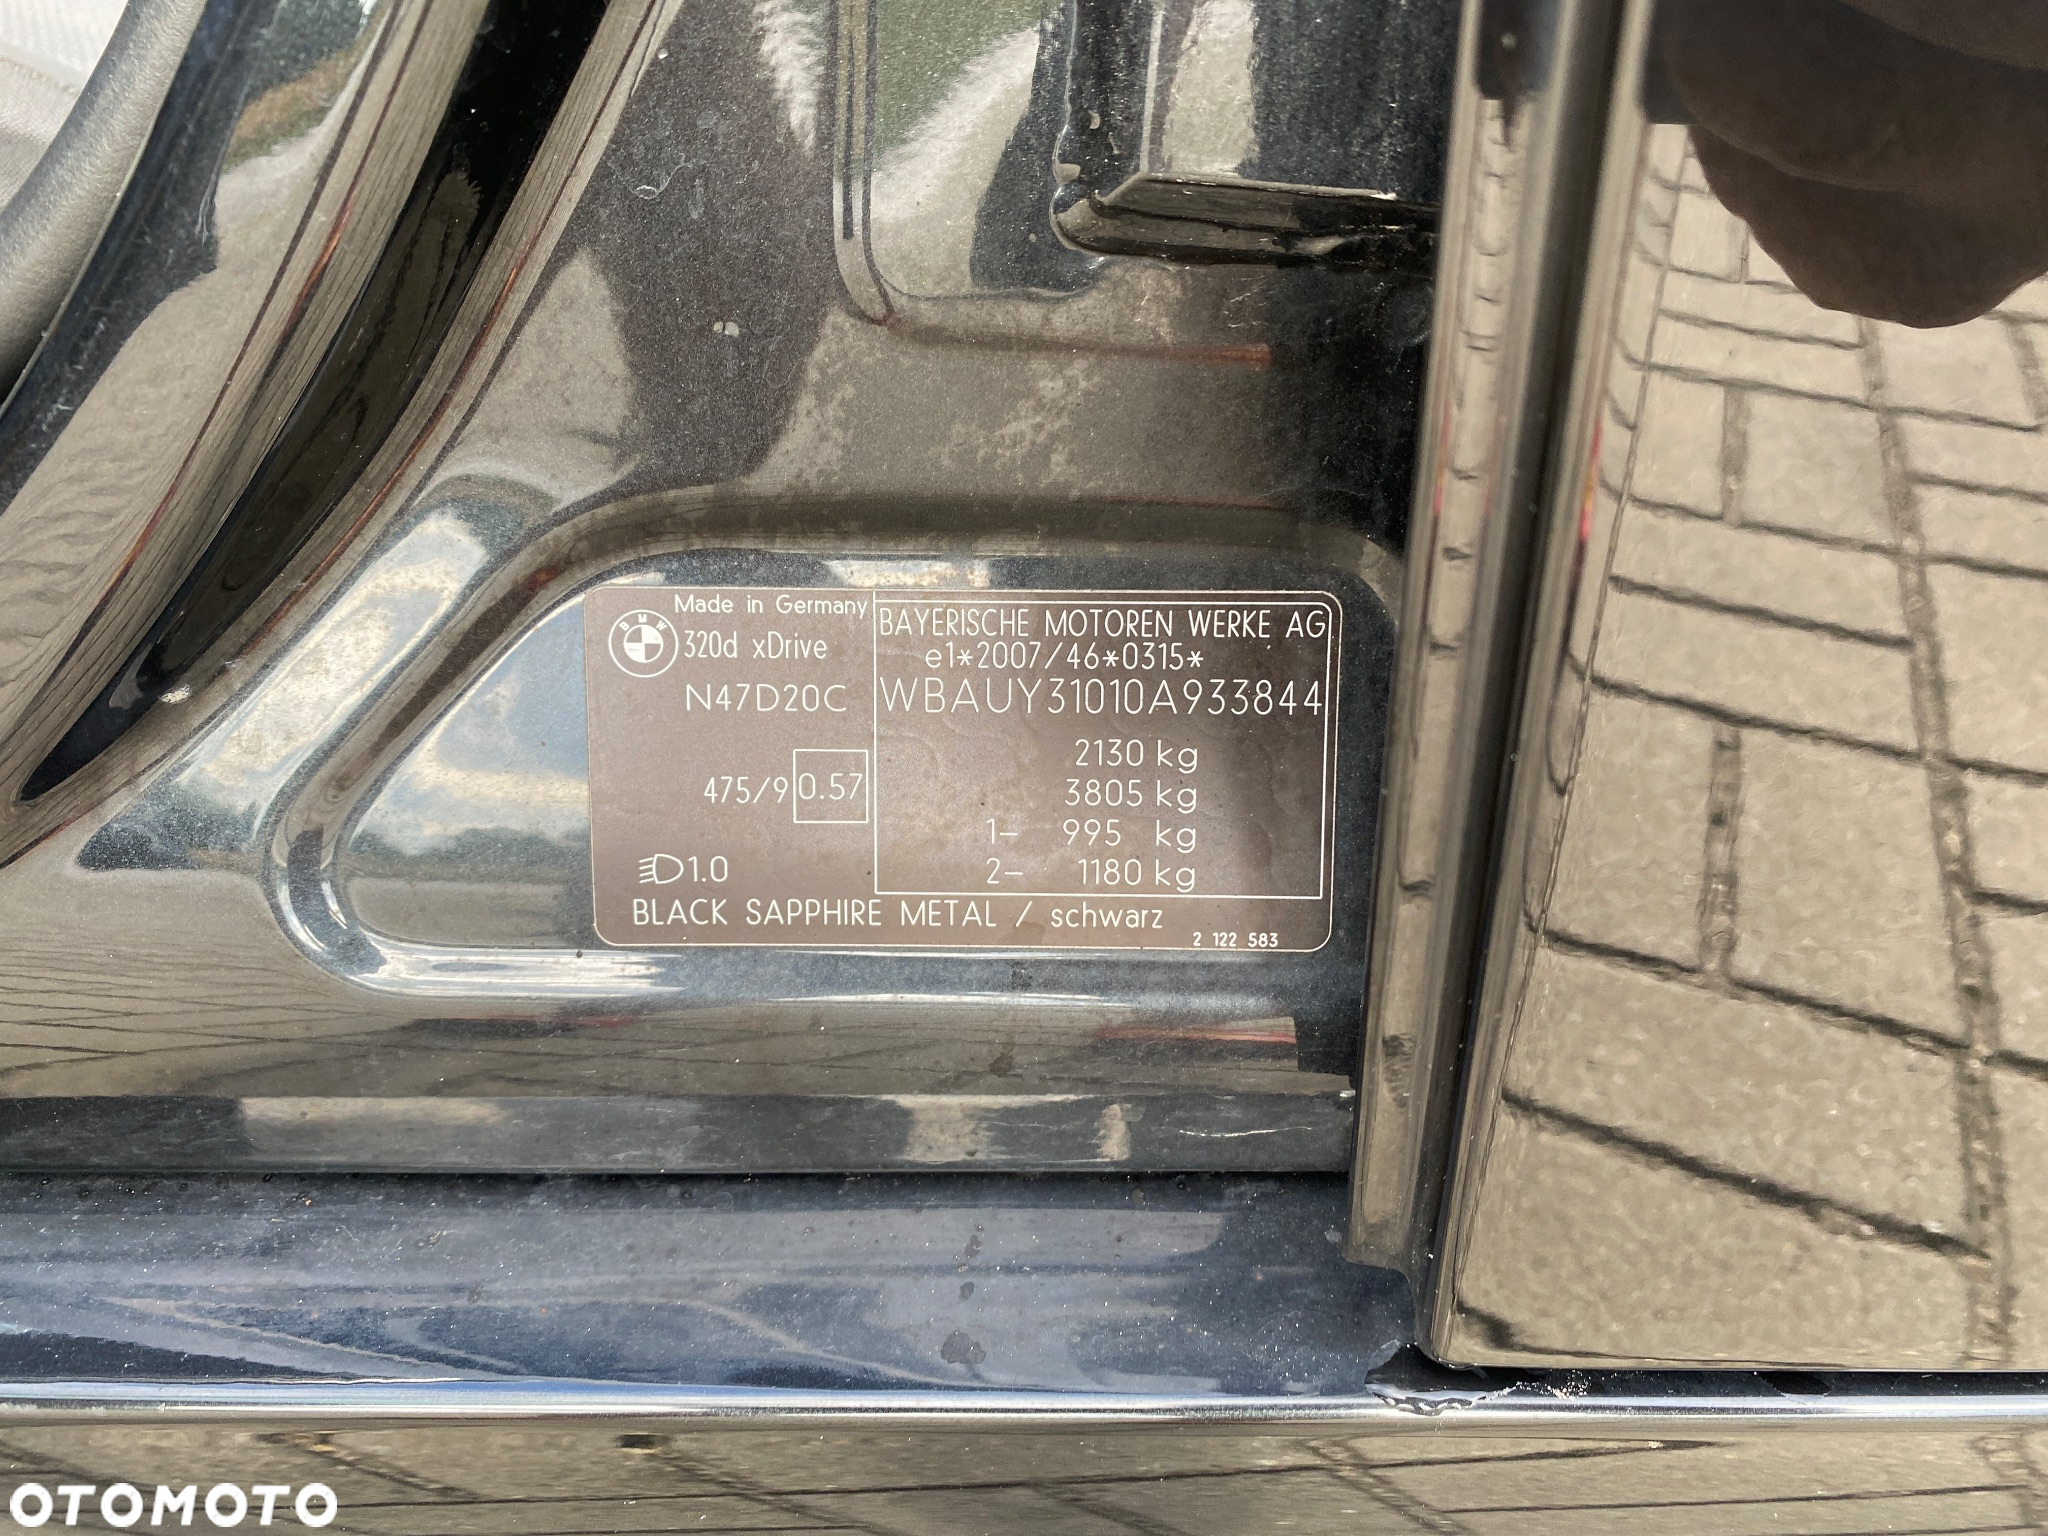 Made in Germany
BMW
320d xDrive
N47D20C
475/9 0.57
1.0
BAYERISCHE MOTOREN WERKE AG
e1*2007/46*0315*
WBAUY31010A933844
2130 kg
3805 kg
1- 995 kg
2- 1180 kg
BLACK SAPPHIRE METAL / schwarz
2 122 583
OTOMOTO